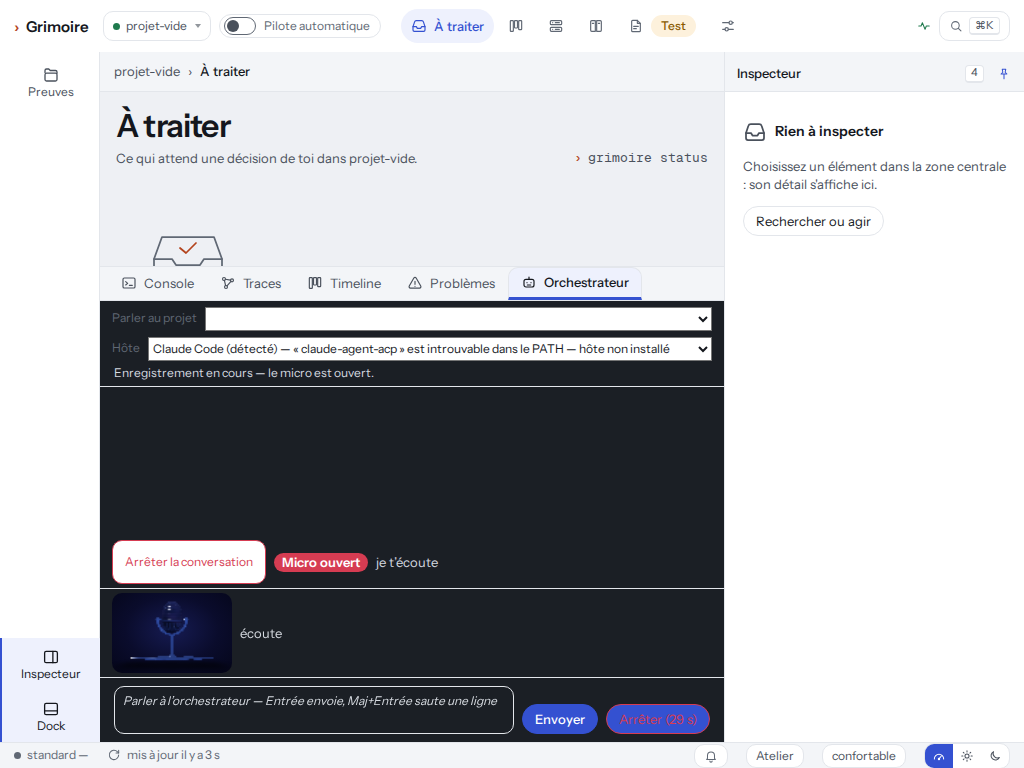 › Grimoire
projet-vide
Pilote automatique
À traiter
Test
⌘K
Preuves
projet-vide › À traiter
Inspecteur
4
À traiter
Ce qui attend une décision de toi dans projet-vide.
› grimoire status
Rien à inspecter
Choisissez un élément dans la zone centrale
: son détail s'affiche ici.
Rechercher ou agir
Console
Traces
Timeline
Problèmes
Orchestrateur
Parler au projet
Hôte
Claude Code (détecté) — « claude-agent-acp » est introuvable dans le PATH — hôte non installé
Enregistrement en cours — le micro est ouvert.
Arrêter la conversation
Micro ouvert
je t'écoute
écoute
Parler à l'orchestrateur — Entrée envoie, Maj+Entrée saute une ligne
Envoyer
Arrêter (29 s)
Inspecteur
Dock
standard —
mis à jour il y a 3 s
Atelier
confortable